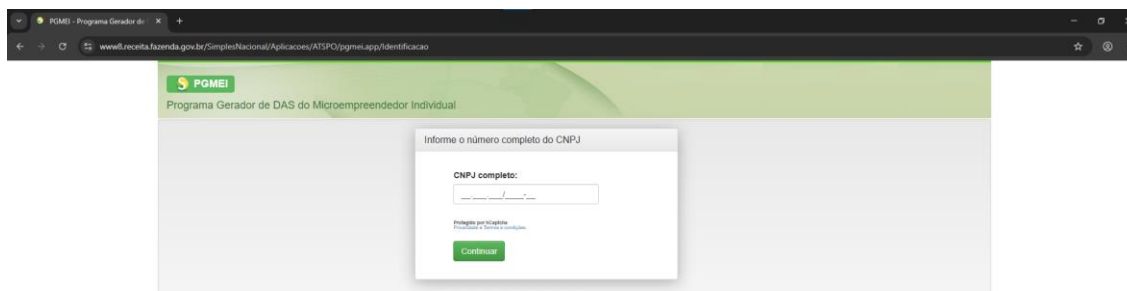 PGMEI - Programa Gerador de
wwwll.receita.fazenda.gov.br/SimplesNacional/Aplicacoes/ATSPO/pgmei.app/Identificacao
PGMEI
Programa Gerador de DAS do Microempreendedor Individual
Informe o número completo do CNPJ
CNPJ completo:
__.___.___/____-__
Protegido por hCaptcha
Privacidade e Termos e condições
Continuar